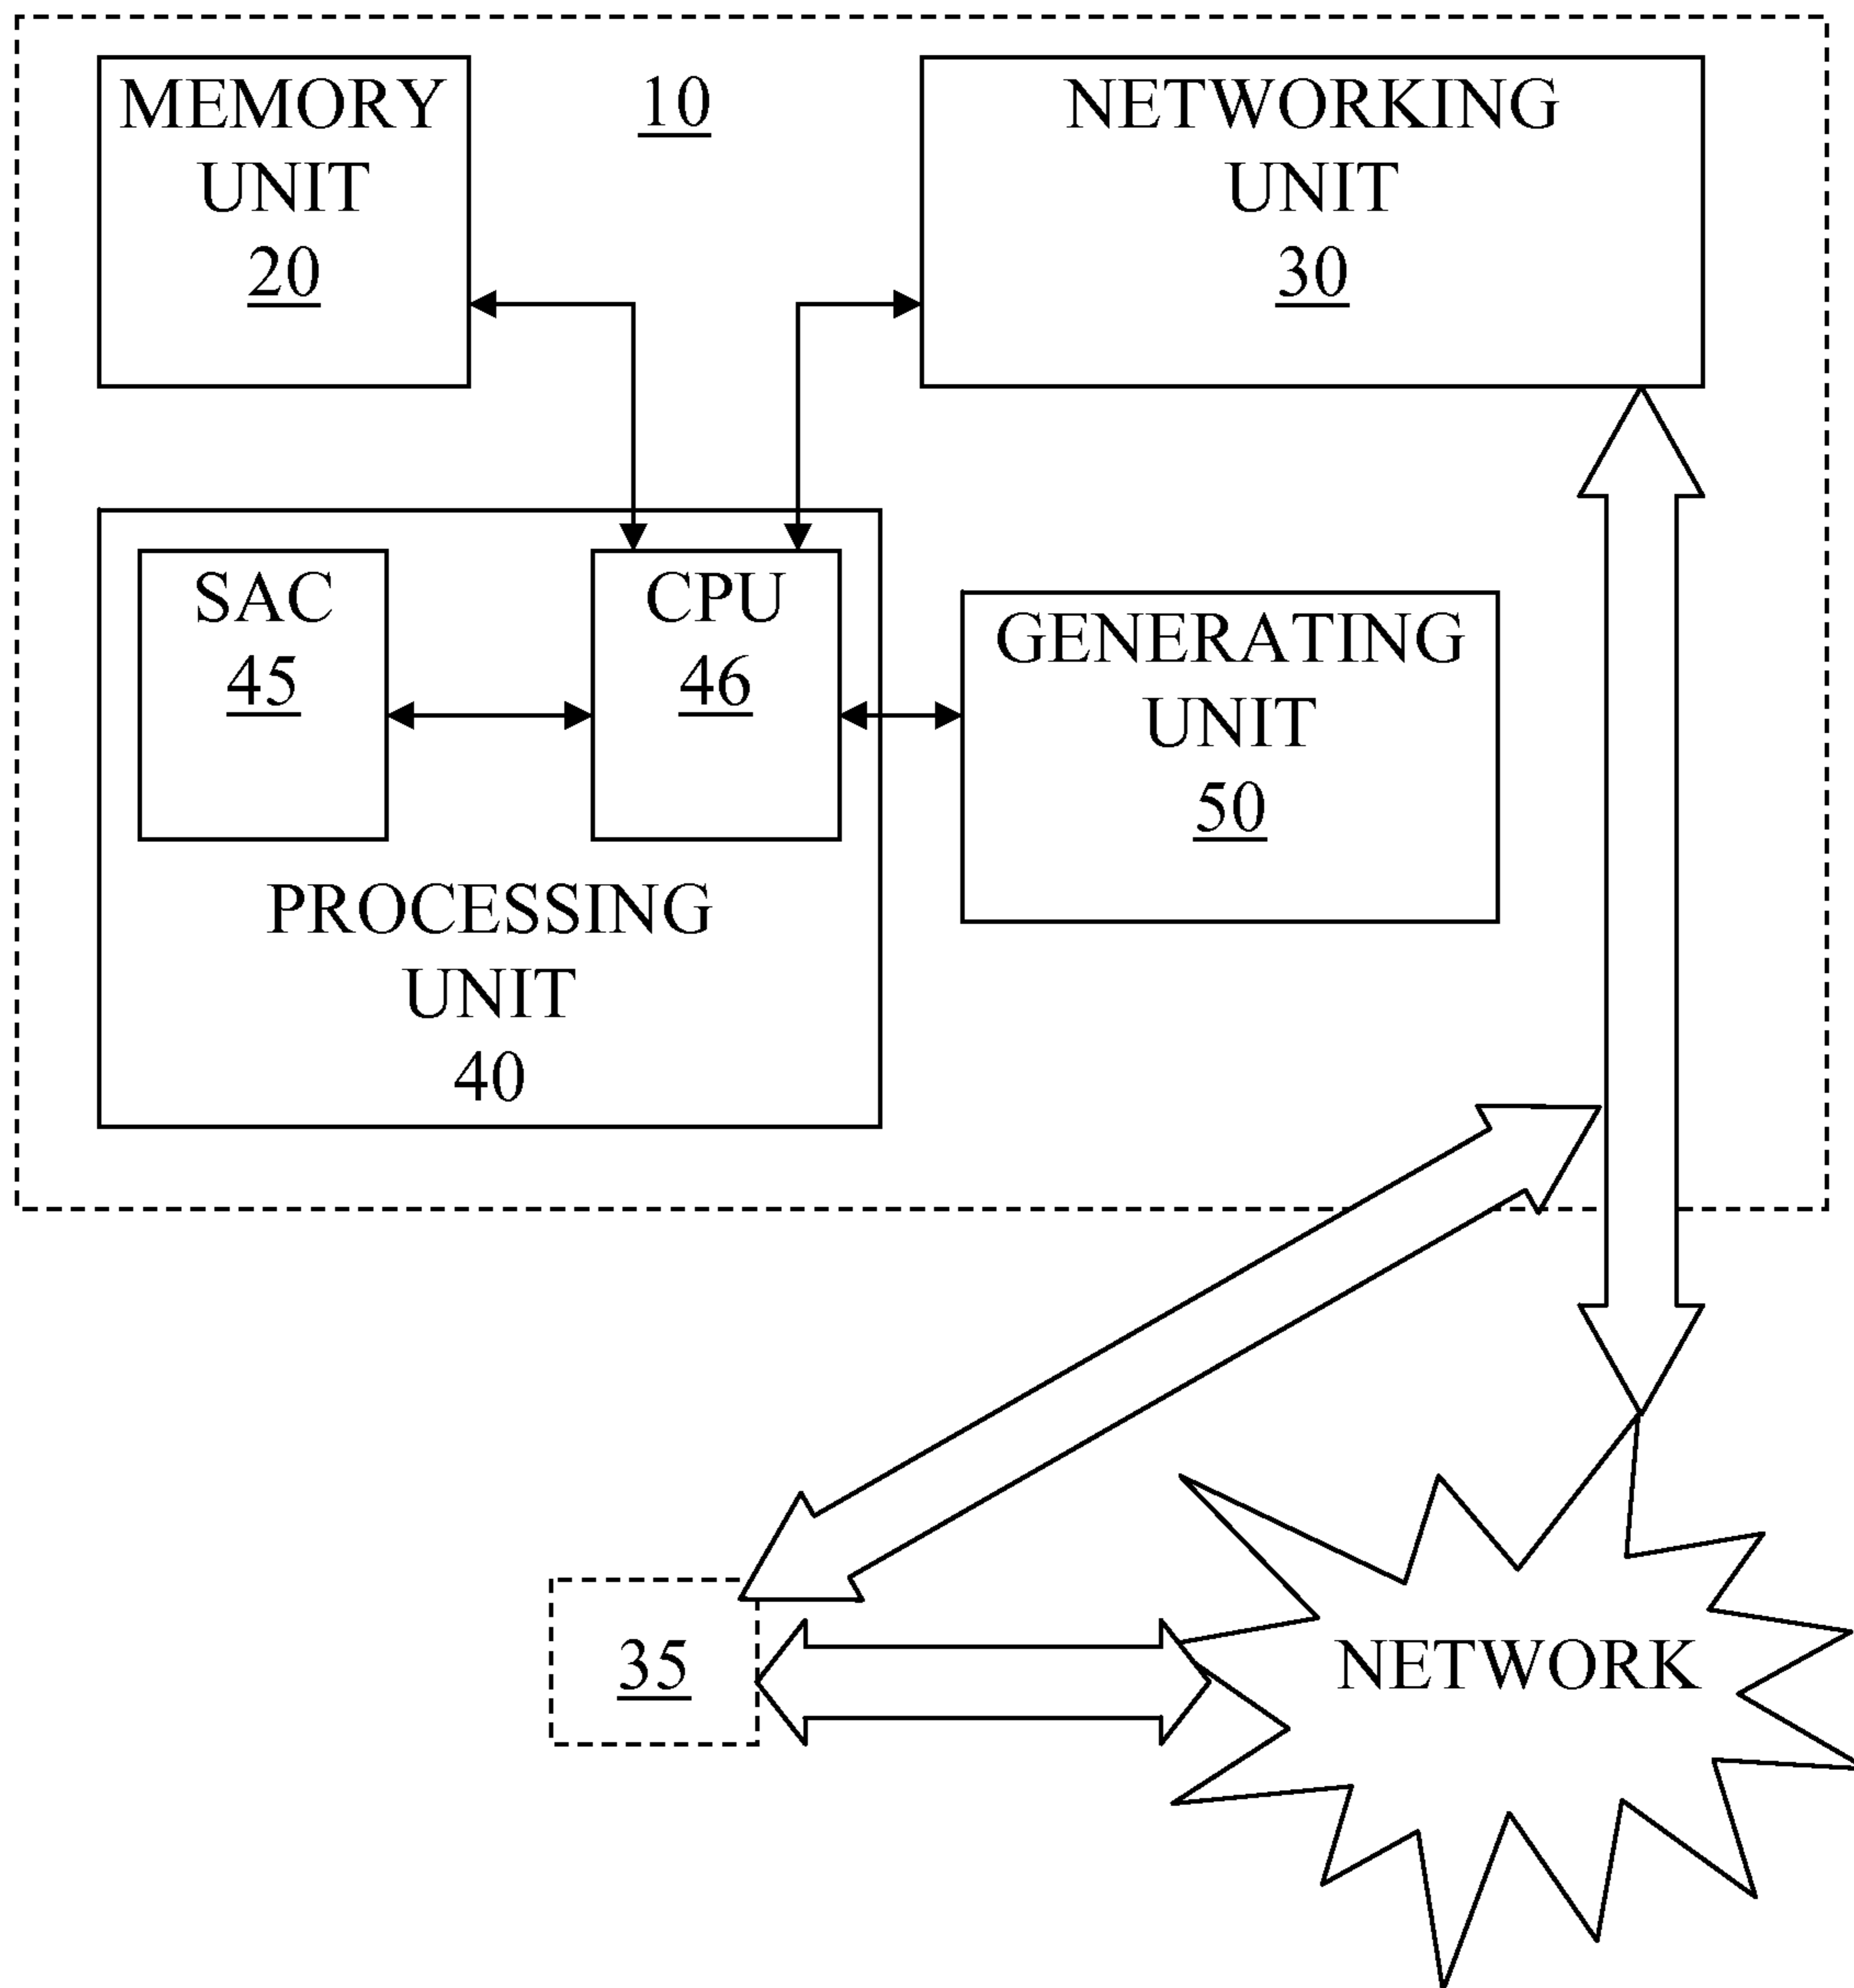 MEMORY
UNIT
20
10
NETWORKING
UNIT
30
SAC
45
CPU
46
GENERATING
UNIT
50
PROCESSING
UNIT
40
35
NETWORK